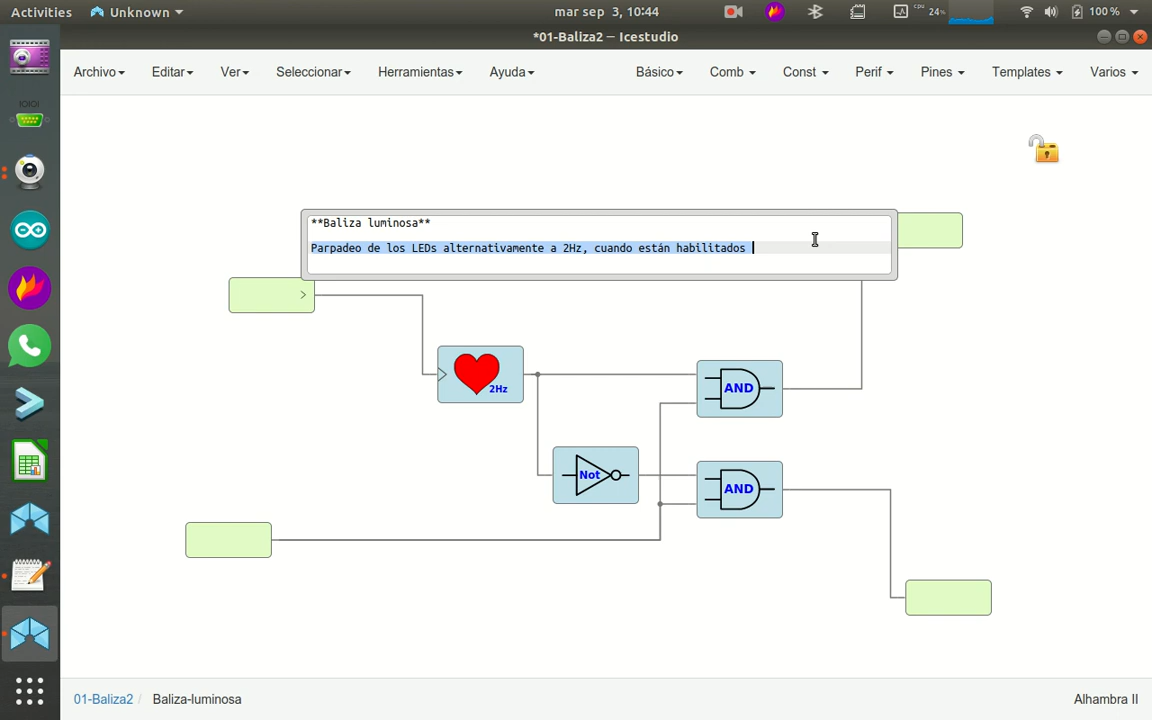 Activities
Unknown
mar sep 3, 10:44
cpu
24%
100 %
*01-Baliza2 – Icestudio
Archivo
Editar
Ver
Seleccionar
Herramientas
Ayuda
Básico
Comb
Const
Perif
Pines
Templates
Varios
**Baliza luminosa**
Parpadeo de los LEDs alternativamente a 2Hz, cuando están habilitados
2Hz
AND
Not
AND
01-Baliza2 / Baliza-luminosa
Alhambra II